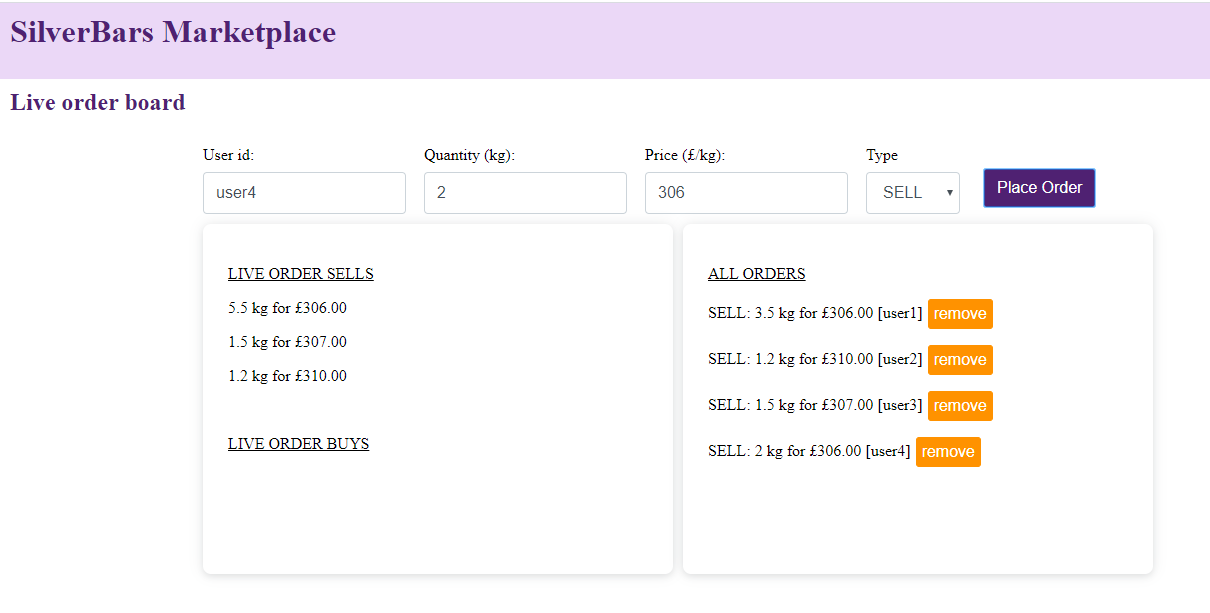 SilverBars Marketplace
Live order board
User id:
Quantity (kg):
Price (£/kg):
Type
user4
2
306
SELL
Place Order
LIVE ORDER SELLS
5.5 kg for £306.00
1.5 kg for £307.00
1.2 kg for £310.00
LIVE ORDER BUYS
ALL ORDERS
SELL: 3.5 kg for £306.00 [user1] remove
SELL: 1.2 kg for £310.00 [user2] remove
SELL: 1.5 kg for £307.00 [user3] remove
SELL: 2 kg for £306.00 [user4] remove